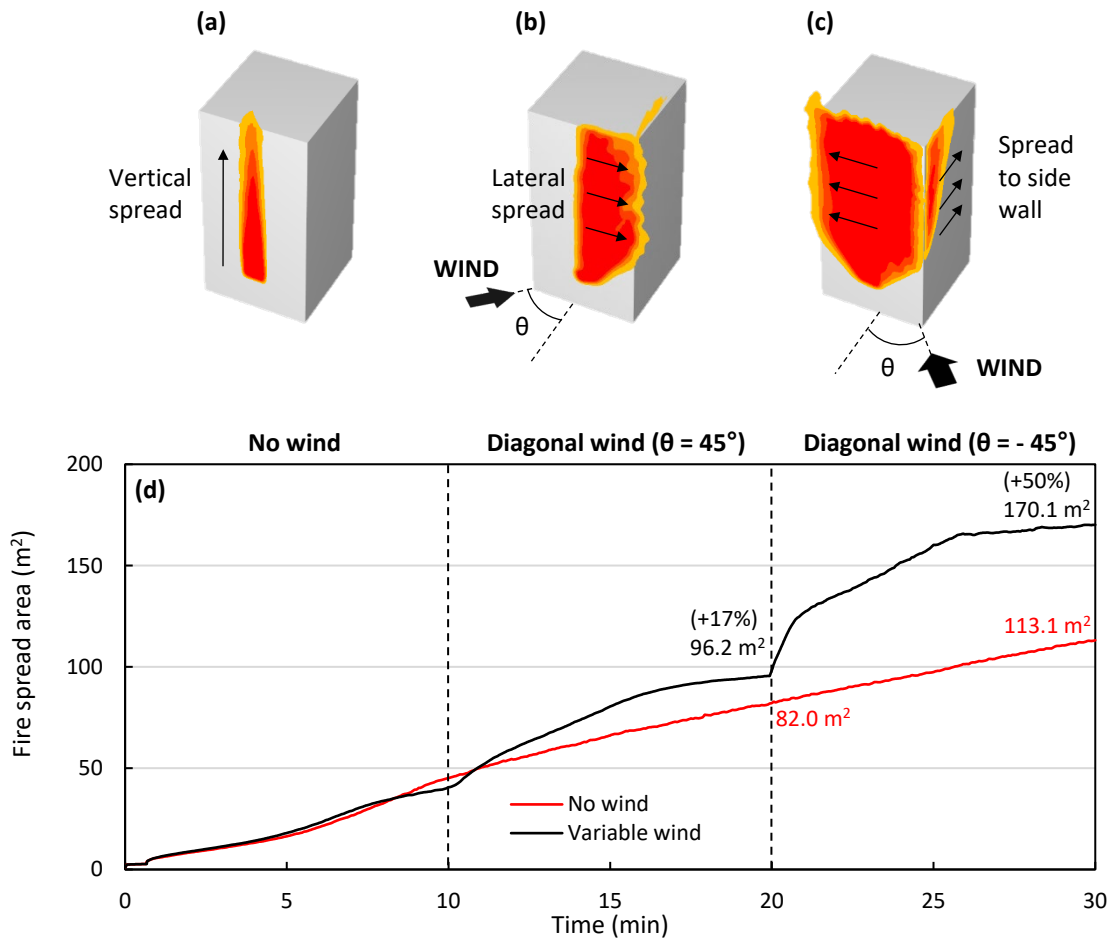 (a)
(b)
(c)
Vertical
spread
Lateral
spread
Spread
to side
wall
WIND
θ
θ
WIND
No wind
Diagonal wind (θ = 45°)
Diagonal wind (θ = - 45°)
(d)
200
150
100
50
0
Fire spread area (m²)
(+50%)
170.1 m²
(+17%)
96.2 m²
113.1 m²
82.0 m²
No wind
Variable wind
0
5
10
15
20
25
30
Time (min)